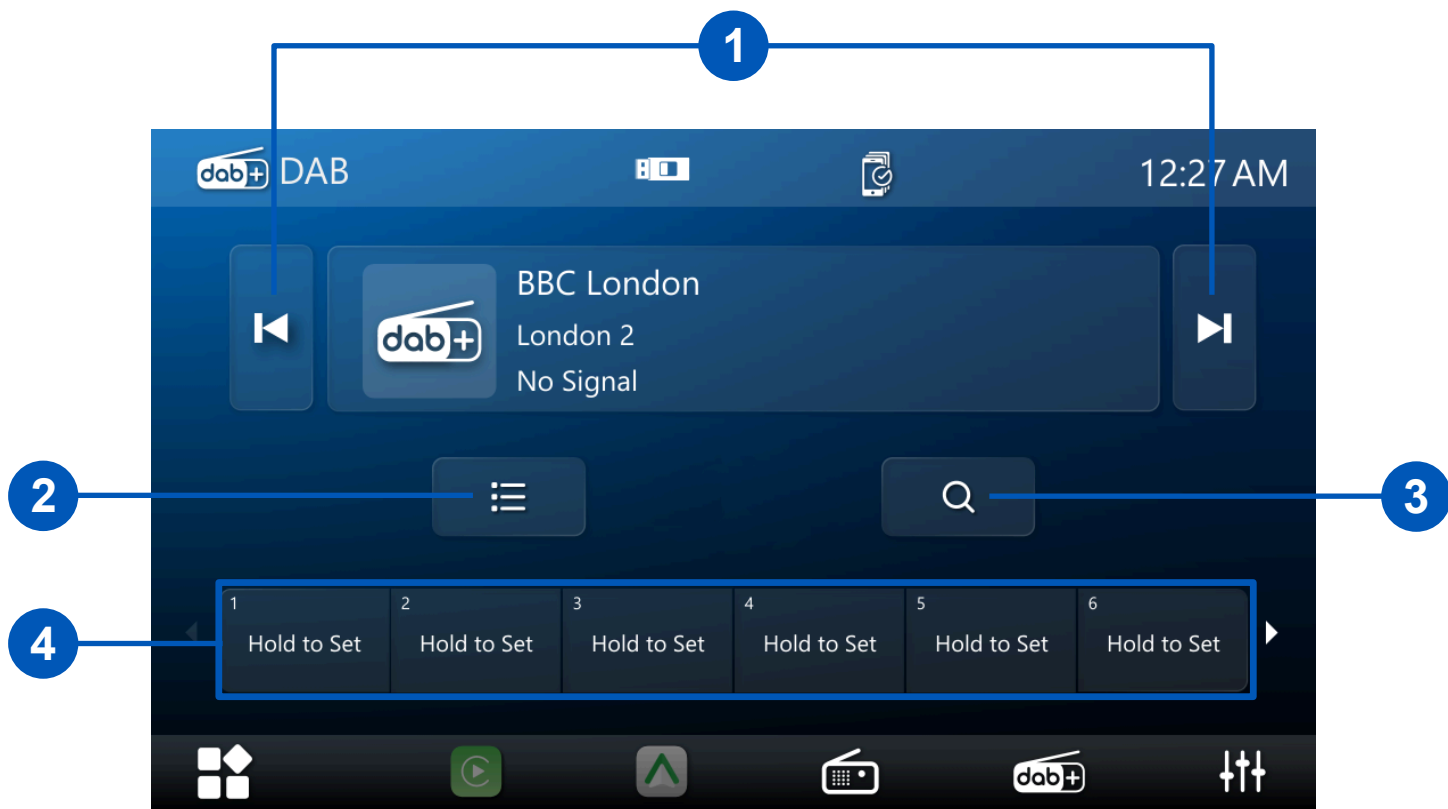 1
dab+ DAB
12:27 AM
BBC London
dab+
London 2
No Signal
2
3
4
1 2 3 4 5 6
Hold to Set Hold to Set Hold to Set Hold to Set Hold to Set Hold to Set
dab+